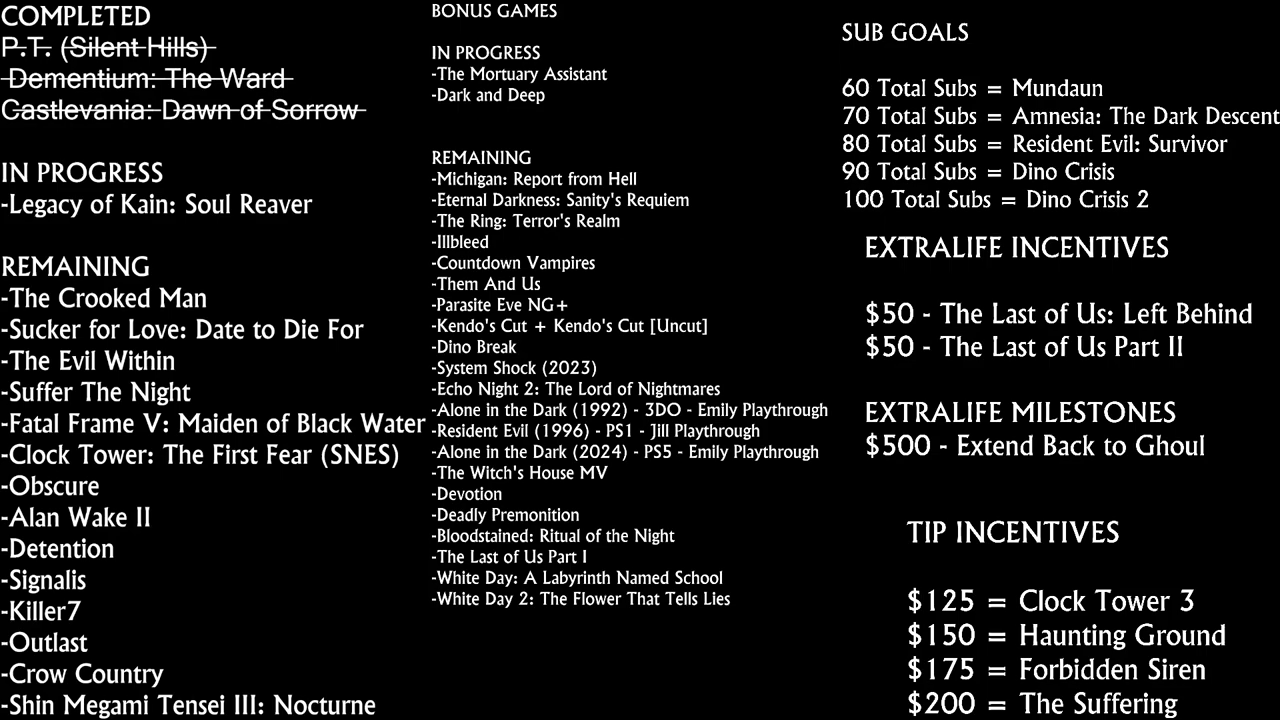 COMPLETED
P.T. (Silent Hills)
Dementium: The Ward
Castlevania: Dawn of Sorrow
IN PROGRESS
-Legacy of Kain: Soul Reaver
REMAINING
-The Crooked Man
-Sucker for Love: Date to Die For
-The Evil Within
-Suffer The Night
-Fatal Frame V: Maiden of Black Water
-Clock Tower: The First Fear (SNES)
-Obscure
-Alan Wake II
-Detention
-Signalis
-Killer7
-Outlast
-Crow Country
-Shin Megami Tensei III: Nocturne
BONUS GAMES
IN PROGRESS
-The Mortuary Assistant
-Dark and Deep
REMAINING
-Michigan: Report from Hell
-Eternal Darkness: Sanity's Requiem
-The Ring: Terror's Realm
-Illbleed
-Countdown Vampires
-Them And Us
-Parasite Eve NG+
-Kendo's Cut + Kendo's Cut [Uncut]
-Dino Break
-System Shock (2023)
-Echo Night 2: The Lord of Nightmares
-Alone in the Dark (1992) - 3DO - Emily Playthrough
-Resident Evil (1996) - PS1 - Jill Playthrough
-Alone in the Dark (2024) - PS5 - Emily Playthrough
-The Witch's House MV
-Devotion
-Deadly Premonition
-Bloodstained: Ritual of the Night
-The Last of Us Part I
-White Day: A Labyrinth Named School
-White Day 2: The Flower That Tells Lies
SUB GOALS
60 Total Subs = Mundaun
70 Total Subs = Amnesia: The Dark Descent
80 Total Subs = Resident Evil: Survivor
90 Total Subs = Dino Crisis
100 Total Subs = Dino Crisis 2
EXTRALIFE INCENTIVES
$50 - The Last of Us: Left Behind
$50 - The Last of Us Part II
EXTRALIFE MILESTONES
$500 - Extend Back to Ghoul
TIP INCENTIVES
$125 = Clock Tower 3
$150 = Haunting Ground
$175 = Forbidden Siren
$200 = The Suffering